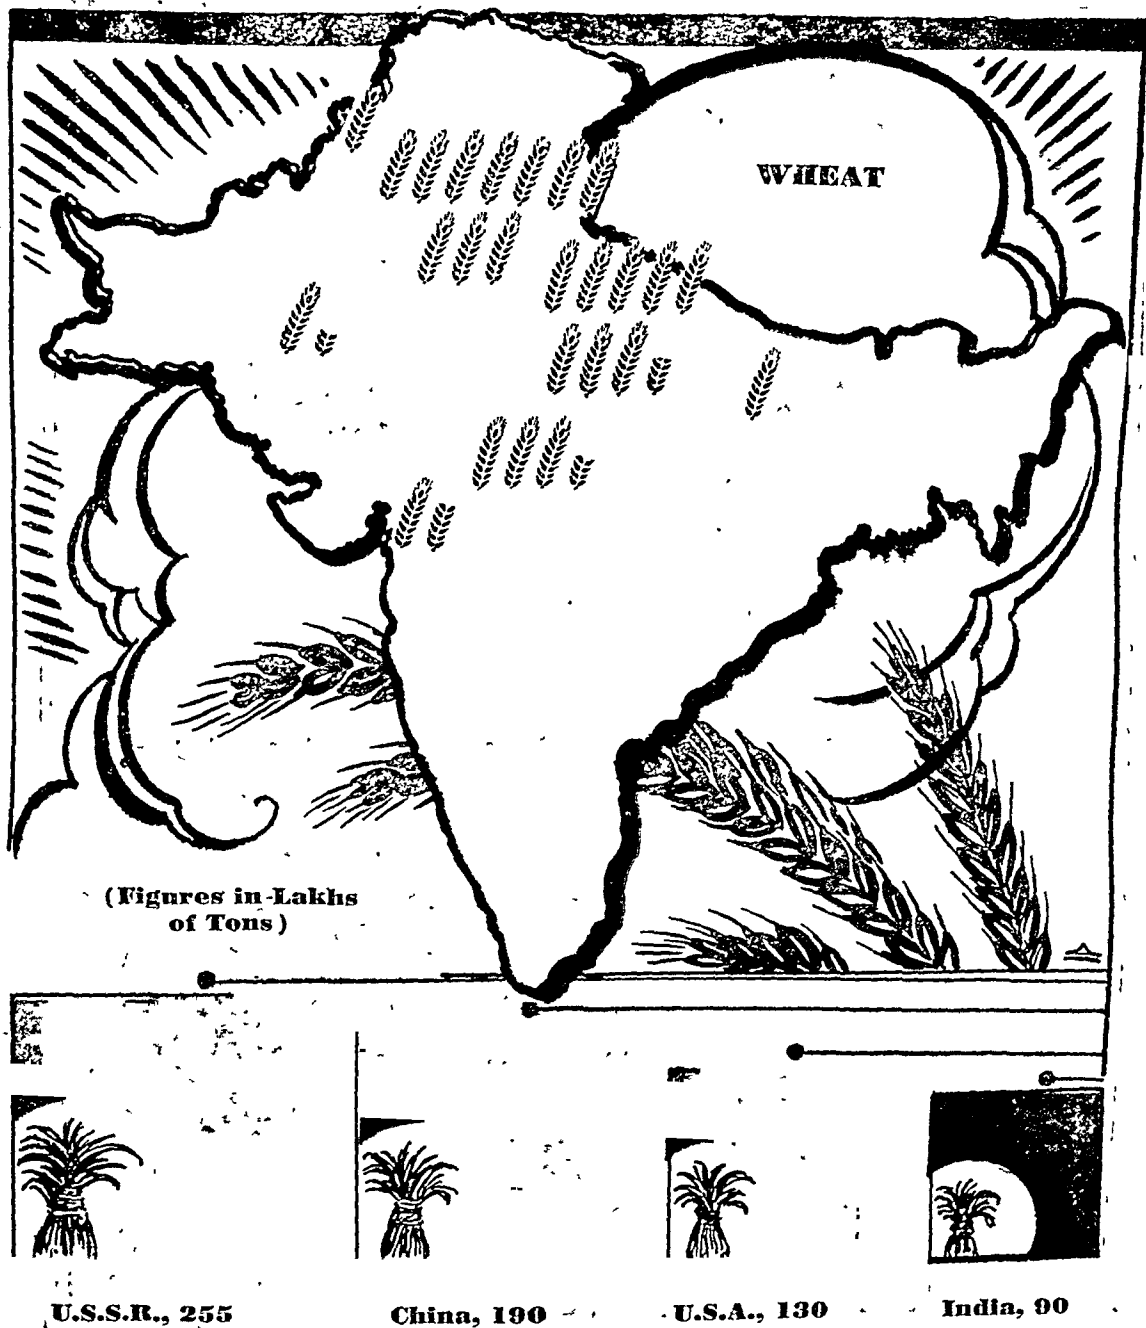 WHEAT
(Figures in Lakhs
of Tons)
U.S.S.R., 255
China, 190
U.S.A., 130
India, 90